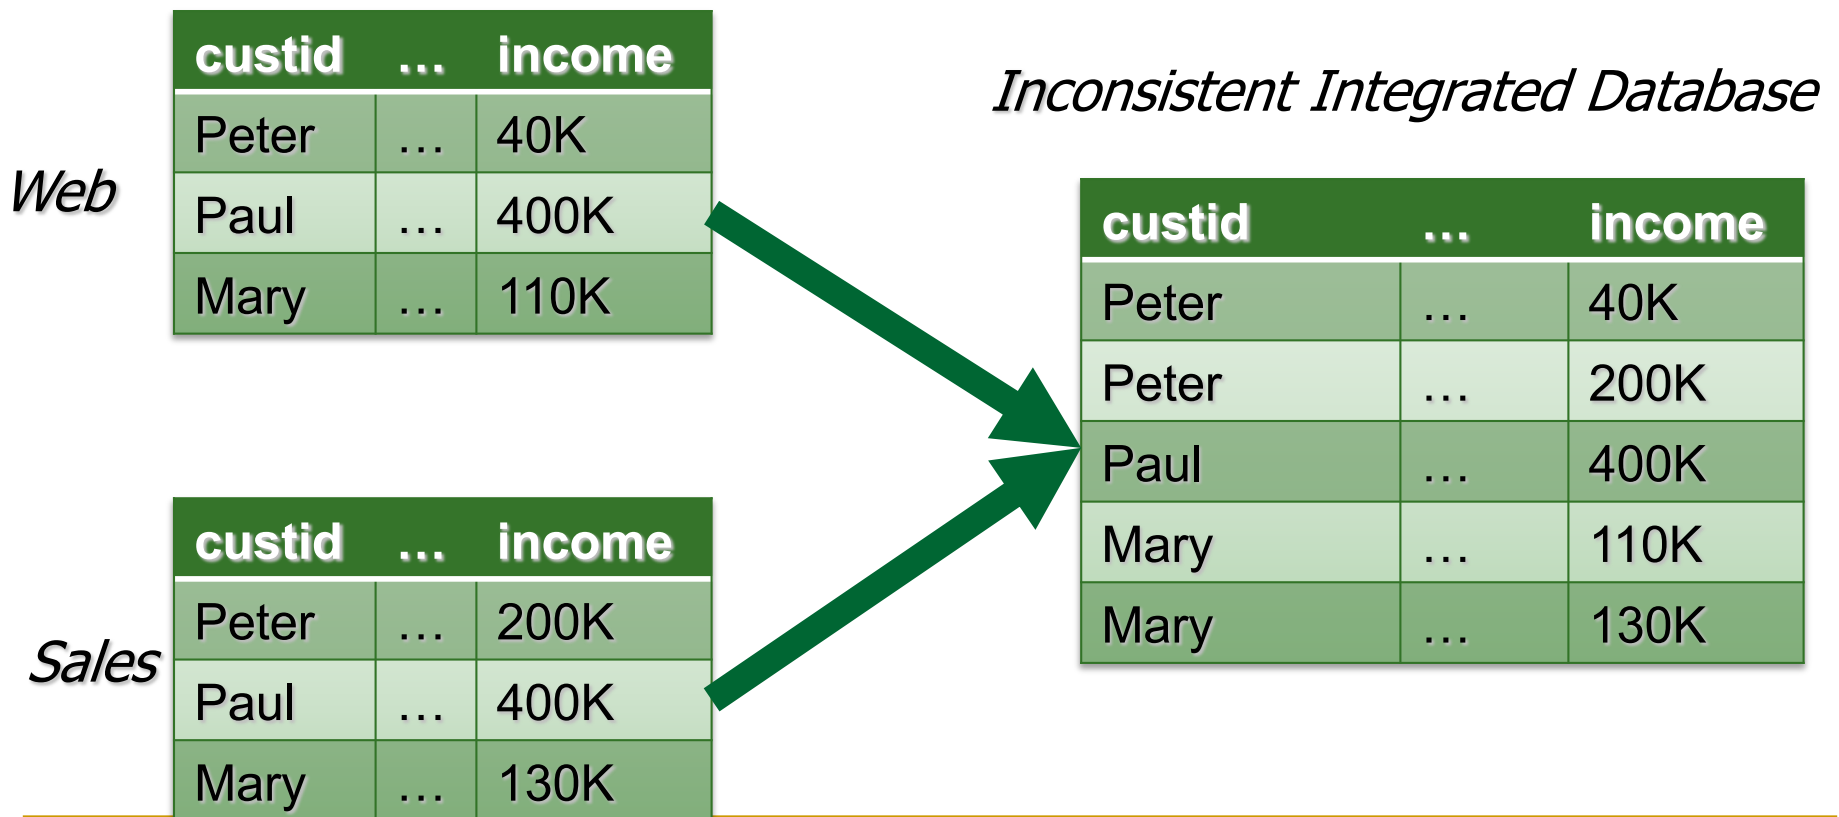 Web
custid … income
Peter … 40K
Paul … 400K
Mary … 110K
Sales
custid … income
Peter … 200K
Paul … 400K
Mary … 130K
Inconsistent Integrated Database
custid … income
Peter … 40K
Peter … 200K
Paul … 400K
Mary … 110K
Mary … 130K